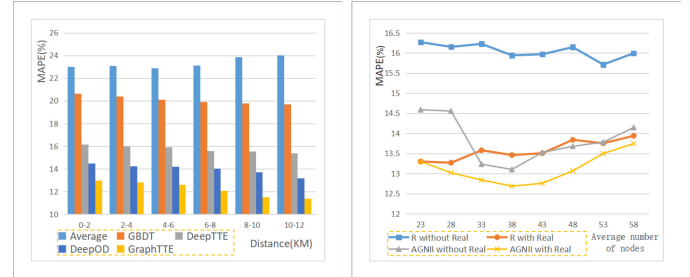 MAPE(%)
26
24
22
20
18
16
14
12
10
0-2 2-4 4-6 6-8 8-10 10-12
Average GBDT DeepTTE
DeepOD GraphTTE
Distance(KM)
MAPE(%)
16.5
16
15.5
15
14.5
14
13.5
13
12.5
12
23 28 33 38 43 48 53 58
R without Real R with Real
AGNII without Real AGNII with Real
Average number
of nodes